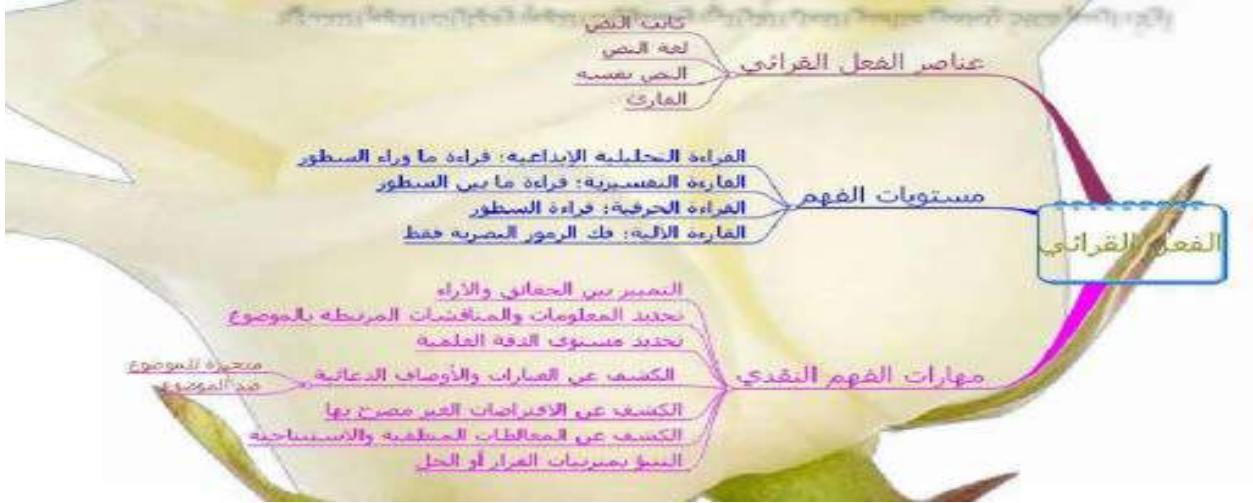 الفعل القرائي
عناصر الفعل القرائي
كاتب النص
لغة النص
النص نفسه
القارئ
مستويات الفهم
القراءة التحليلية الإبداعية: قراءة ما وراء السطور
القارءة التفسيرية: قراءة ما بين السطور
القراءة الحرفية: قراءة السطور
القارءة الآلية: فك الرموز البصرية فقط
مهارات الفهم النقدي
التمييز بين الحقائق والآراء
تحديد المعلومات والمناقشات المرتبطة بالموضوع
تحديد مستوى الدقة العلمية
الكشف عن العبارات والأوصاف الدعائية
متحيزة للموضوع
ضد الموضوع
الكشف عن الافتراضات الغير مصرح بها
الكشف عن المغالطات المنطقية والاستنتاجية
التنبؤ بمترتبات القرار أو الحل